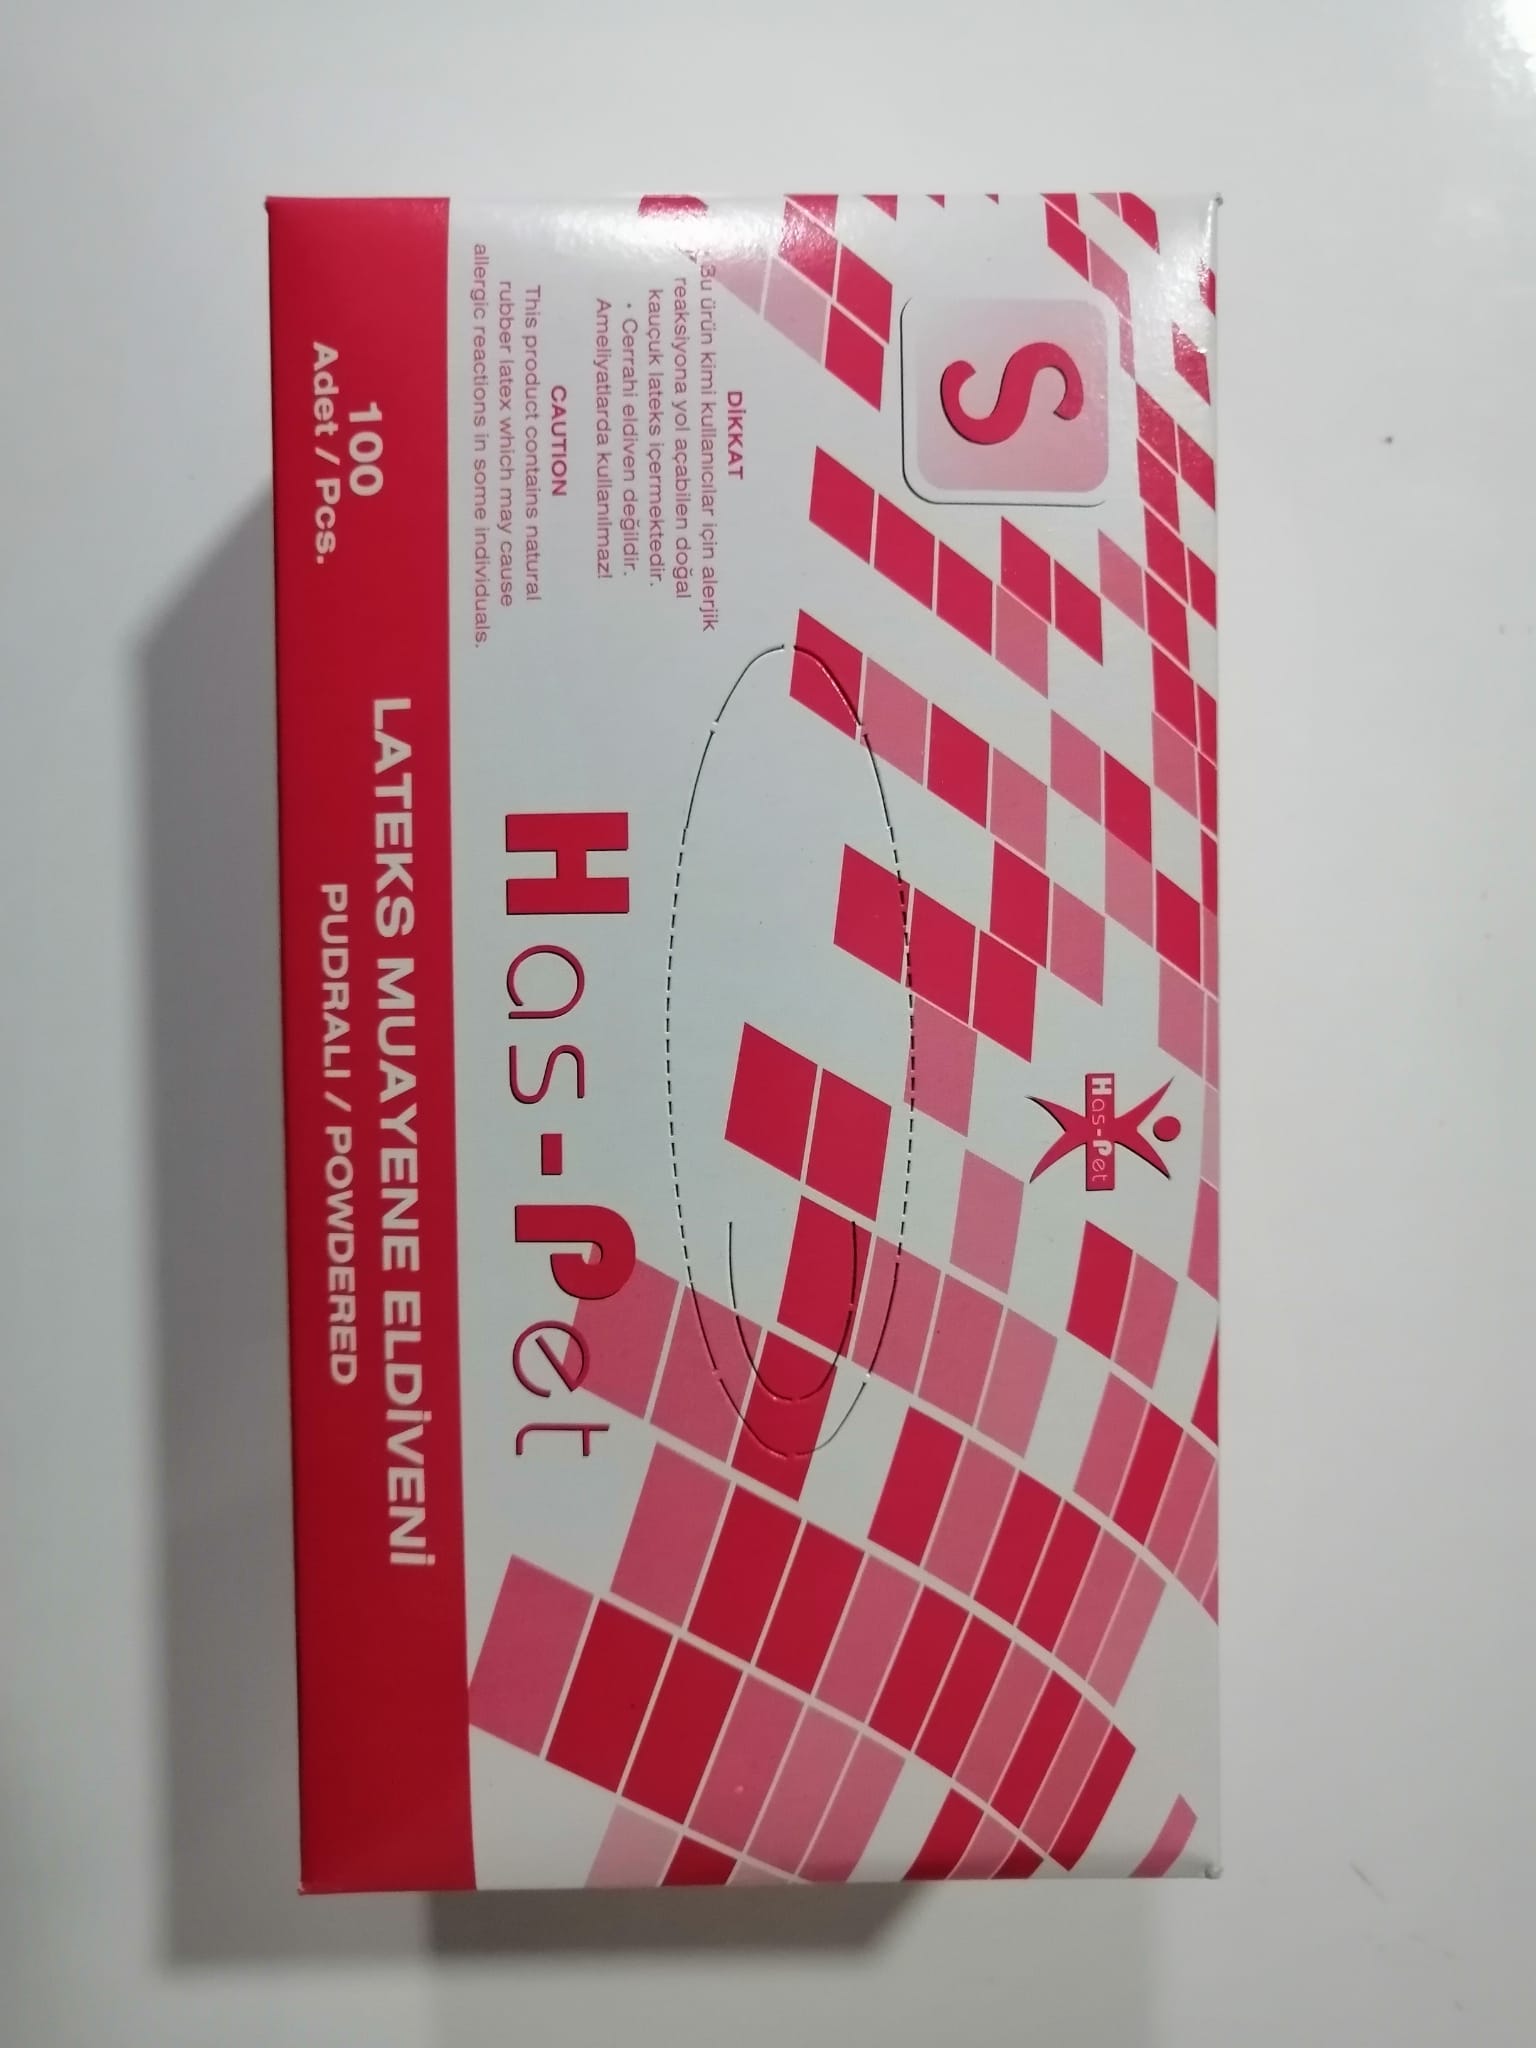 S
Has-Pet
DİKKAT
Bu ürün kimi kullanıcılar için alerjik
reaksiyona yol açabilen doğal
kauçuk lateks içermektedir.
• Cerrahi eldiven değildir.
Ameliyatlarda kullanılmaz!
CAUTION
This product contains natural
rubber latex which may cause
allergic reactions in some individuals.
Has-Pet
100
Adet / Pcs.
LATEKS MUAYENE ELDİVENİ
PUDRALI / POWDERED